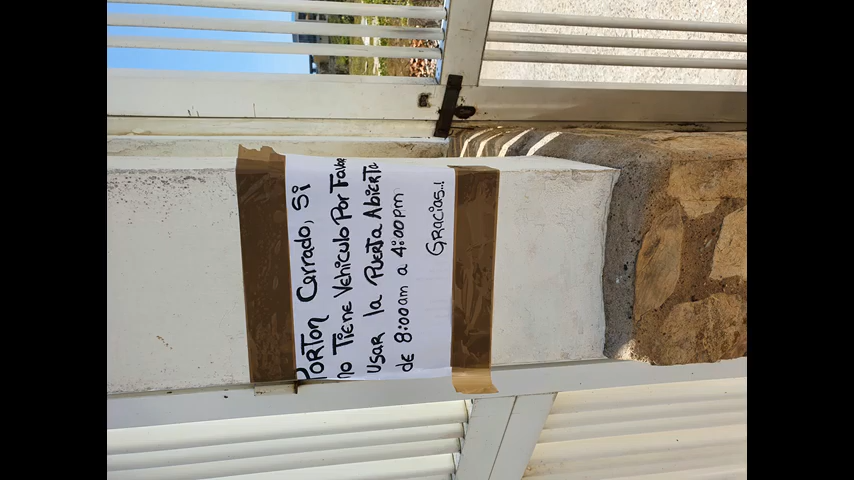 PORTON Cerrado, Si
no Tiene Vehiculo Por Favor
Usar la Puerta Abierta
de 8:00am a 4:00pm
Gracias..!